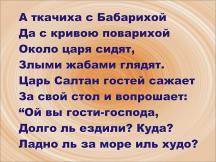 А ткачиха с Бабарихой
Да с кривою поварихой
Около царя сидят,
Злыми жабами глядят.
Царь Салтан гостей сажает
За свой стол и вопрошает:
“Ой вы гости-господа,
Долго ль ездили? Куда?
Ладно ль за море иль худо?